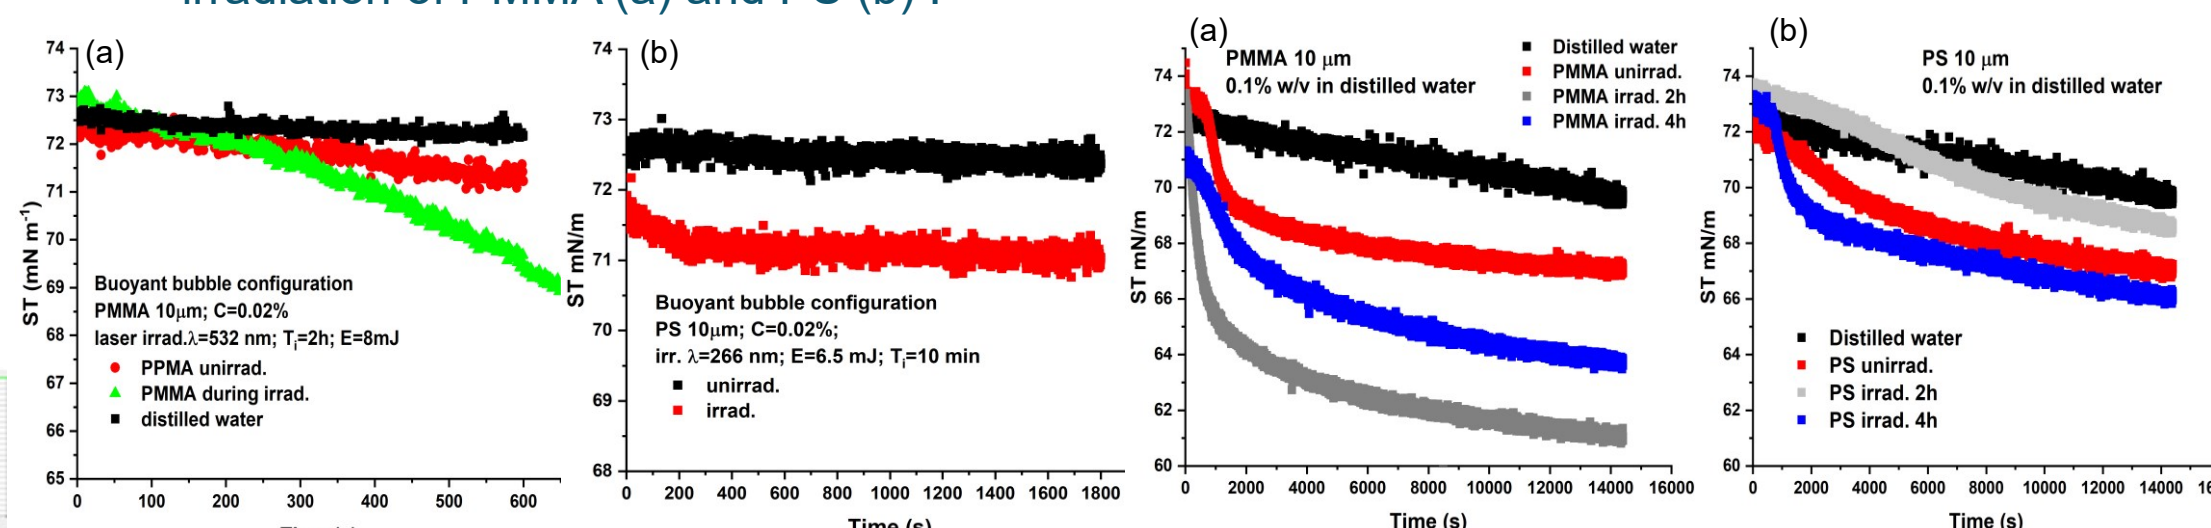 irradiation of PMMA (a) and PS (b) .
(a)
74
73
72
71
70
69
68
67
66
65
ST (mN m-1)
Buoyant bubble configuration
PMMA 10μm; C=0.02%
laser irrad.λ=532 nm; Ti=2h; E=8mJ
PPMA unirrad.
PMMA during irrad.
distilled water
0 100 200 300 400 500 600
(b)
74
73
72
71
70
69
68
ST mN/m
Buoyant bubble configuration
PS 10μm; C=0.02%;
irr. λ=266 nm; E=6.5 mJ; Ti=10 min
unirrad.
irrad.
0 200 400 600 800 1000 1200 1400 1600 1800
Time (s)
(a)
PMMA 10 μm
0.1% w/v in distilled water
Distilled water
PMMA unirrad.
PMMA irrad. 2h
PMMA irrad. 4h
74
72
70
68
66
64
62
60
ST mN/m
0 2000 4000 6000 8000 10000 12000 14000 16000
Time (s)
(b)
PS 10 μm
0.1% w/v in distilled water
74
72
70
68
66
64
62
60
ST mN/m
Distilled water
PS unirrad.
PS irrad. 2h
PS irrad. 4h
0 2000 4000 6000 8000 10000 12000 14000
Time (s)